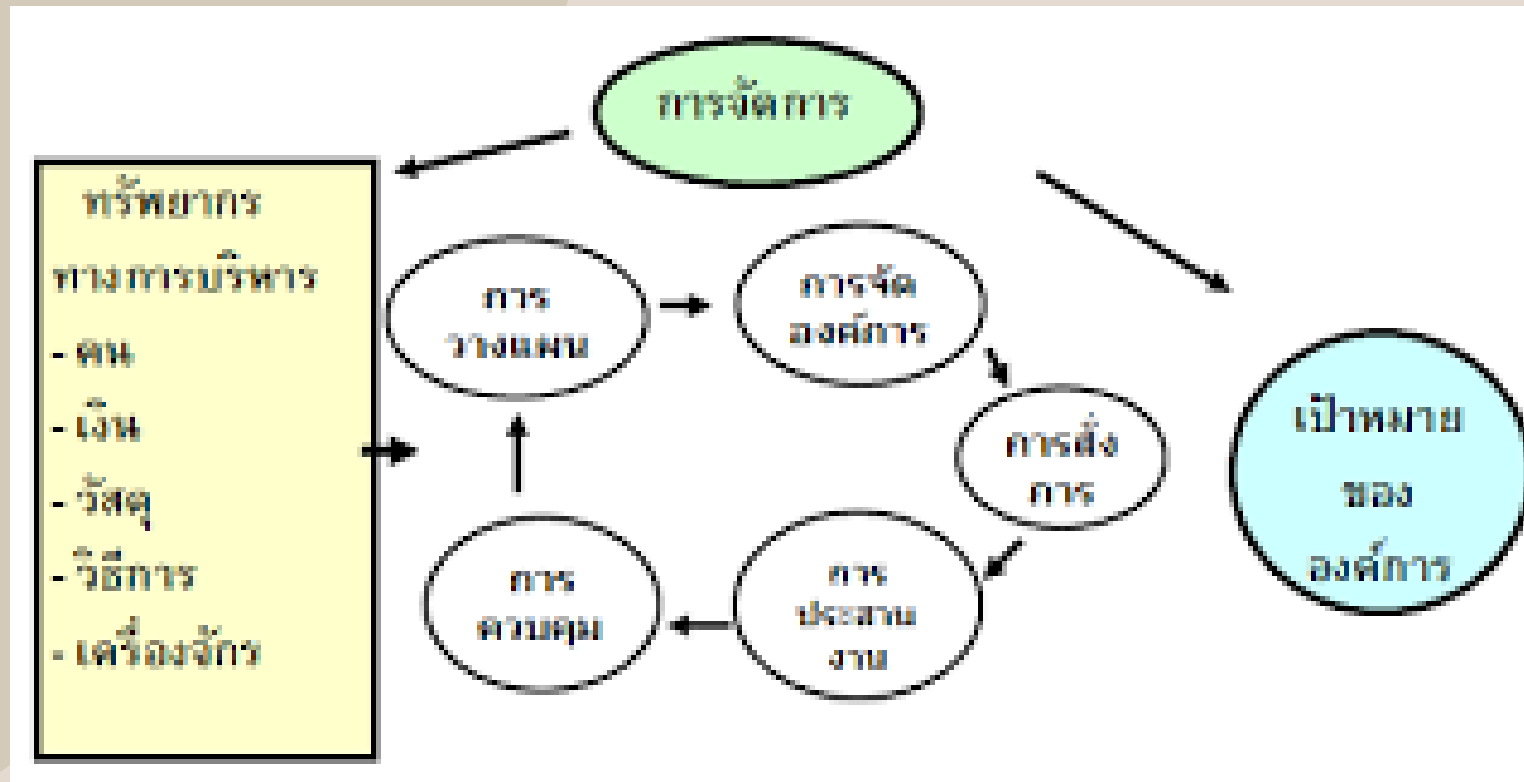 การจัดการ
ทรัพยากร
ทางการบริหาร
- คน
- เงิน
- วัสดุ
- วิธีการ
- เครื่องจักร
การ
วางแผน
การจัด
องค์การ
การสั่ง
การ
การ
ประสาน
งาน
การ
ควบคุม
เป้าหมาย
ของ
องค์การ